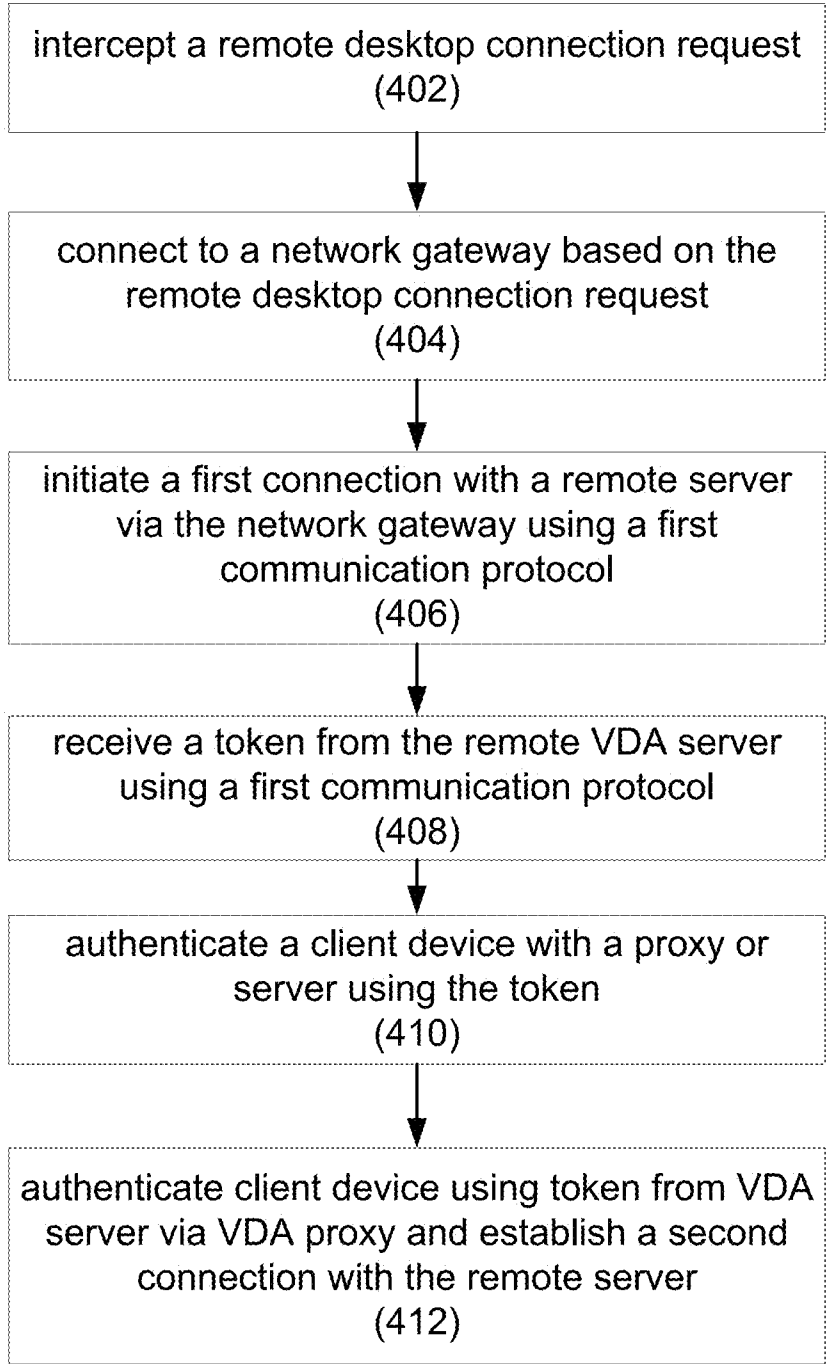 intercept a remote desktop connection request
(402)
connect to a network gateway based on the
remote desktop connection request
(404)
initiate a first connection with a remote server
via the network gateway using a first
communication protocol
(406)
receive a token from the remote VDA server
using a first communication protocol
(408)
authenticate a client device with a proxy or
server using the token
(410)
authenticate client device using token from VDA
server via VDA proxy and establish a second
connection with the remote server
(412)